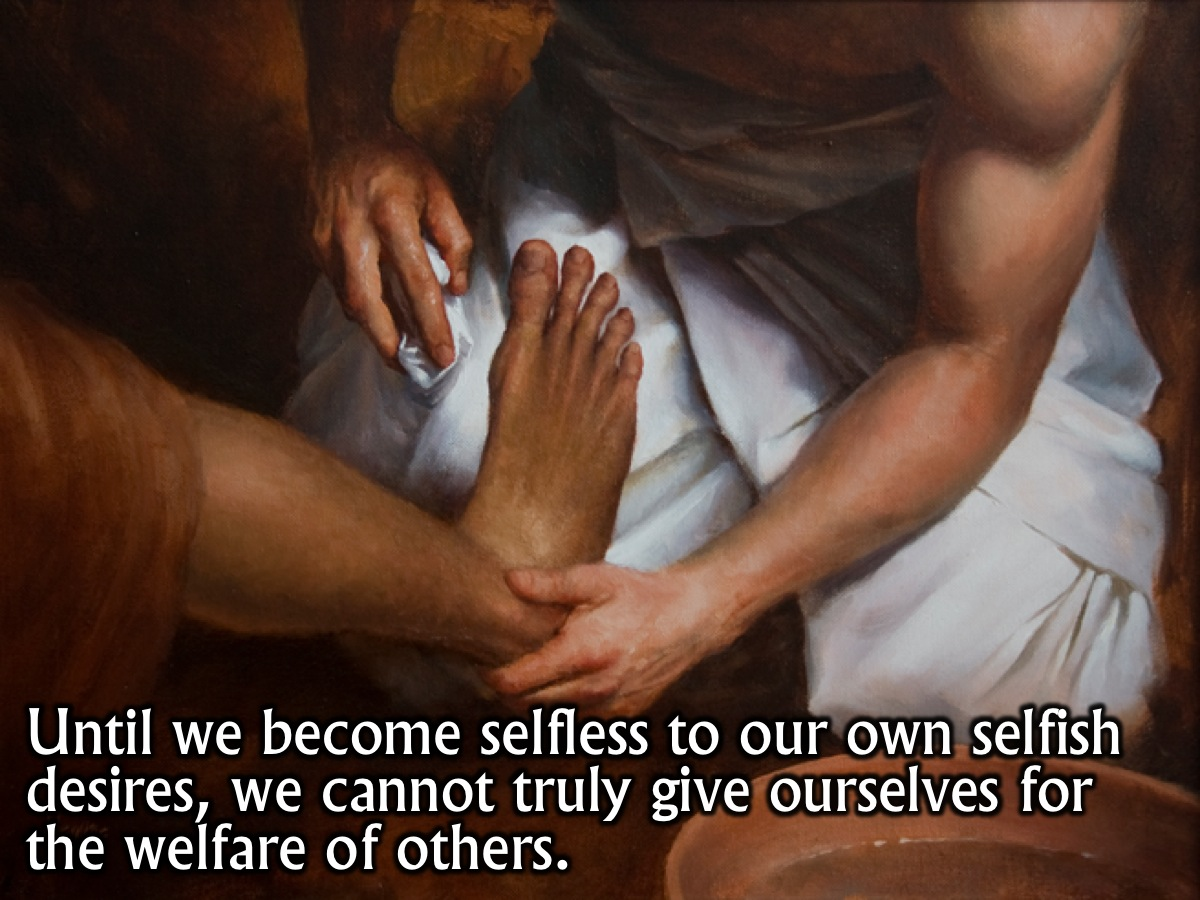 Until we become selfless to our own selfish
desires, we cannot truly give ourselves for
the welfare of others.